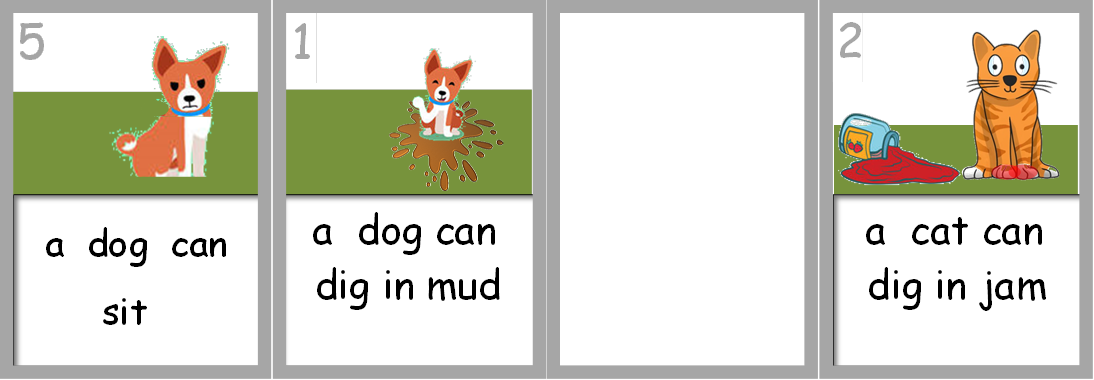 5
a dog can
sit
1
a dog can
dig in mud
2
a cat can
dig in jam